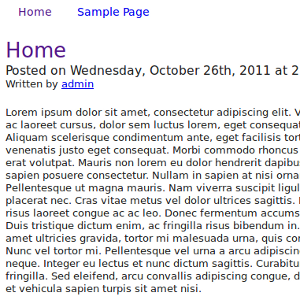 Home Sample Page
Home
Posted on Wednesday, October 26th, 2011 at 2
Written by admin
Lorem ipsum dolor sit amet, consectetur adipiscing elit. V
ac laoreet cursus, dolor sem luctus lorem, eget consequat
Aliquam scelerisque condimentum ante, eget facilisis tort
venenatis justo eget consequat. Morbi commodo rhoncus
erat volutpat. Mauris non lorem eu dolor hendrerit dapibu
sapien posuere consectetur. Nullam in sapien at nisi orna
Pellentesque ut magna mauris. Nam viverra suscipit ligul
placerat nec. Cras vitae metus vel dolor ultrices sagittis. 
risus laoreet congue ac ac leo. Donec fermentum accums
Duis tristique dictum enim, ac fringilla risus bibendum in.
amet ultricies gravida, tortor mi malesuada urna, quis con
Nunc vel tortor mi. Pellentesque vel urna a arcu adipiscin
neque. Integer eu lectus et nunc dictum sagittis. Curabitu
fringilla. Sed eleifend, arcu convallis adipiscing congue, d
et vehicula sapien turpis sit amet nisi.